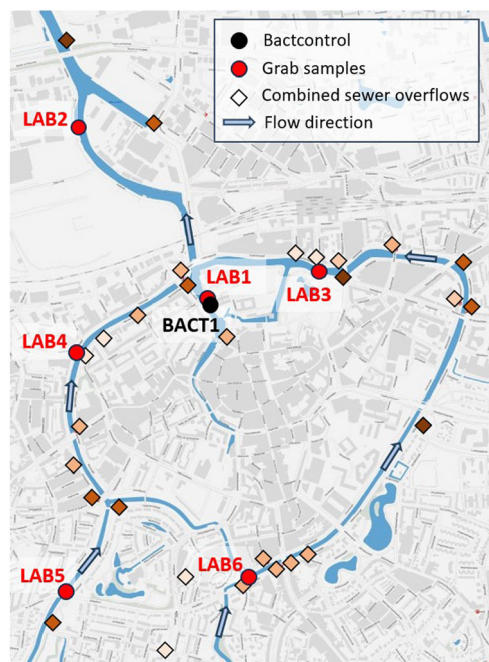 Bactcontrol
Grab samples
Combined sewer overflows
Flow direction
LAB2
LAB1
LAB3
BACT1
LAB4
LAB6
LAB5